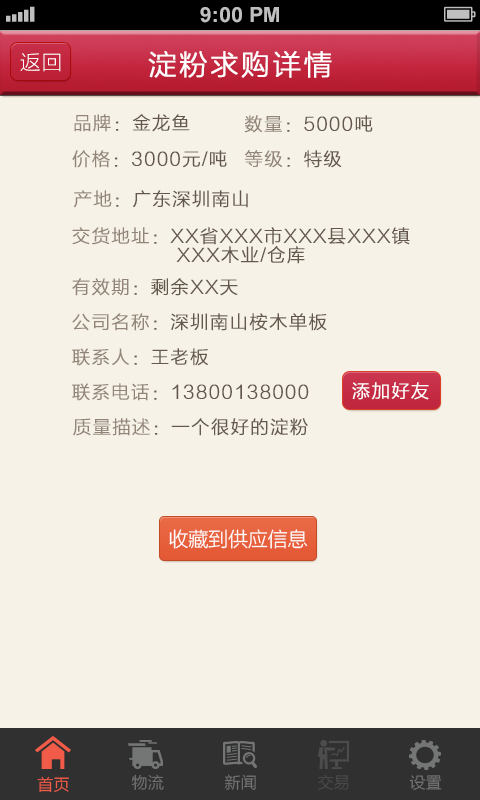 9:00 PM
返回
淀粉求购详情
品牌：金龙鱼 数量：5000吨
价格：3000元/吨 等级：特级
产地：广东深圳南山
交货地址：XX省XXX市XXX县XXX镇
XXX木业/仓库
有效期：剩余XX天
公司名称：深圳南山桉木单板
联系人：王老板
联系电话：13800138000 添加好友
质量描述：一个很好的淀粉
收藏到供应信息
首页 物流 新闻 交易 设置